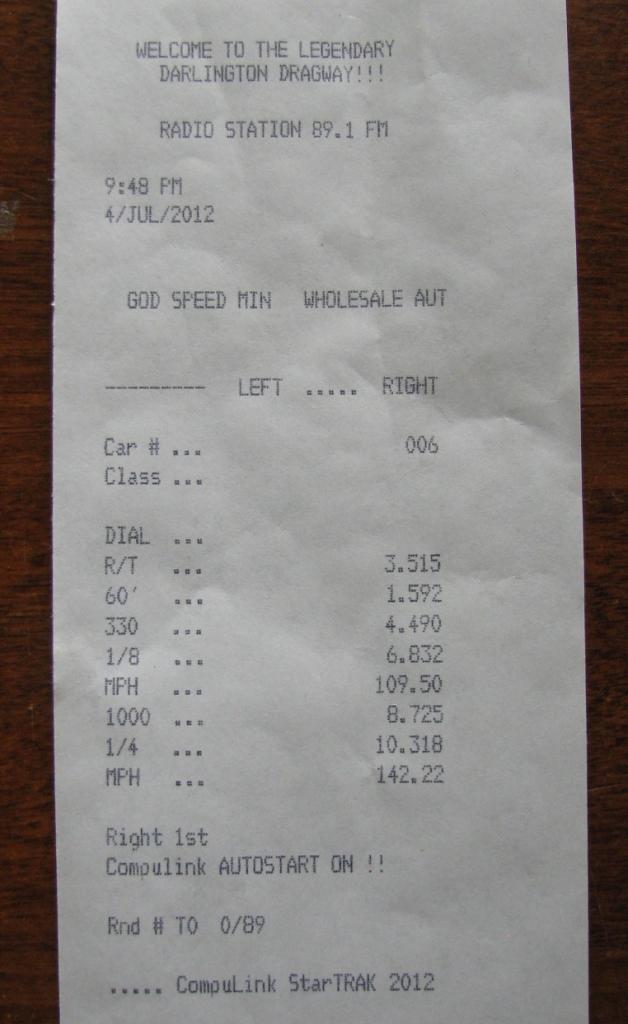 WELCOME TO THE LEGENDARY
DARLINGTON DRAGWAY!!!
RADIO STATION 89.1 FM
9:48 PM
4/JUL/2012
GOD SPEED MIN WHOLESALE AUT
--------- LEFT ..... RIGHT
Car # ... 006
Class ...
DIAL ...
R/T ... 3.515
60' ... 1.592
330 ... 4.490
1/8 ... 6.832
MPH ... 109.50
1000 ... 8.725
1/4 ... 10.318
MPH ... 142.22
Right 1st
Compulink AUTOSTART ON !!
Rnd # TO 0/89
..... CompuLink StarTRAK 2012